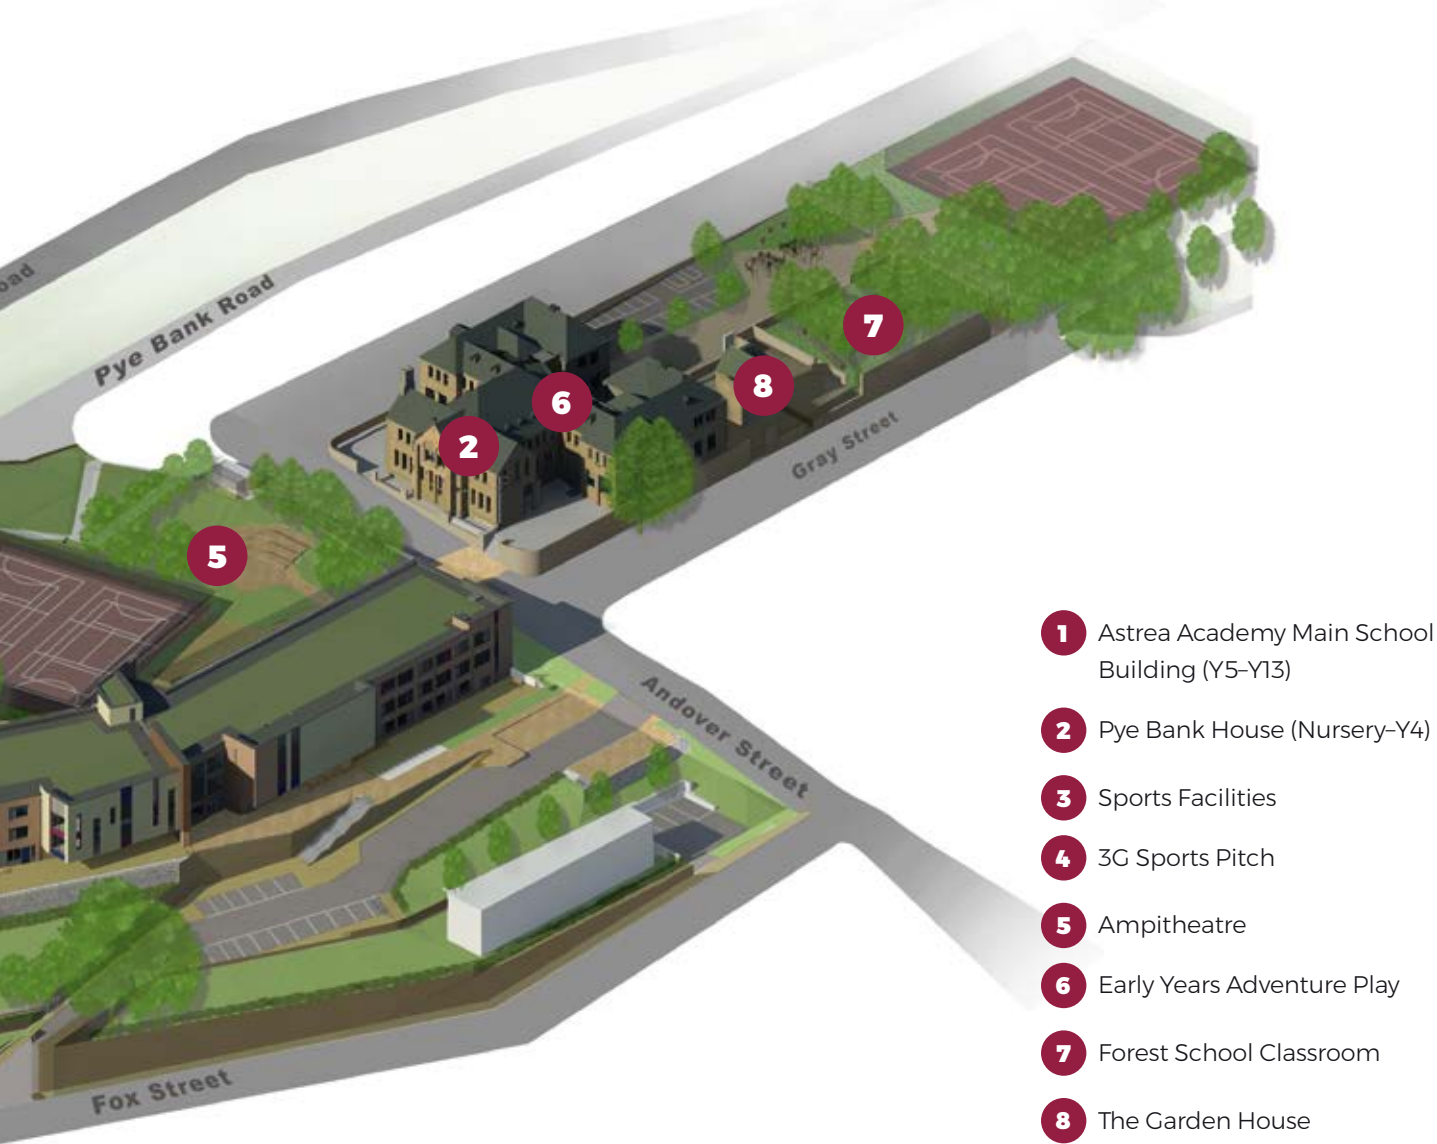 oad
Pye Bank Road
7
8
6
2
Gray Street
5
Andover Street
Fox Street
1 Astrea Academy Main School
Building (Y5–Y13)
2 Pye Bank House (Nursery–Y4)
3 Sports Facilities
4 3G Sports Pitch
5 Ampitheatre
6 Early Years Adventure Play
7 Forest School Classroom
8 The Garden House